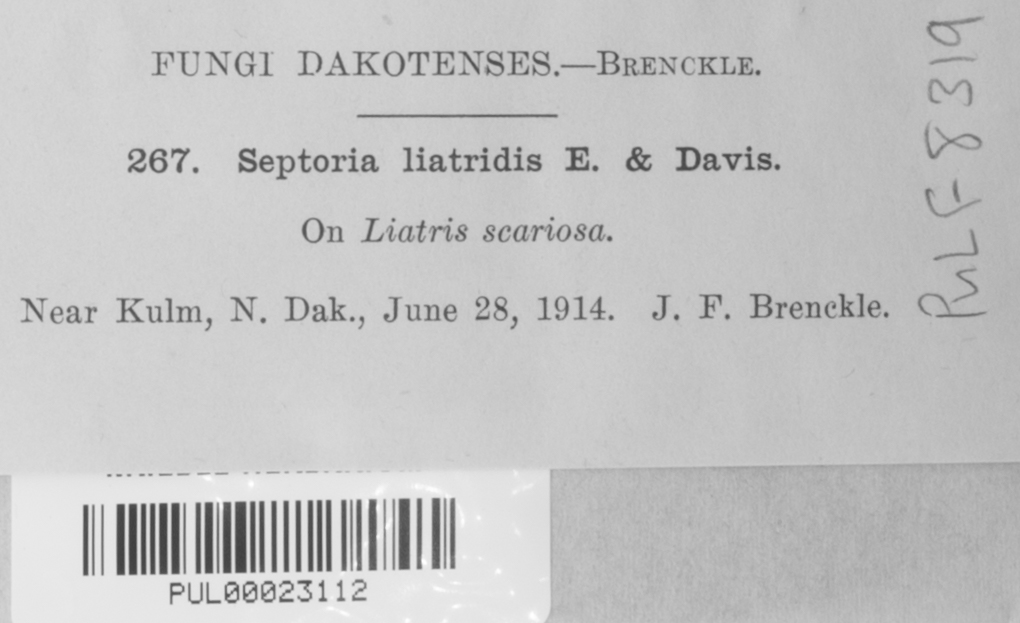 FUNGI DAKOTENSES.—BRENCKLE.
267. Septoria liatridis E. & Davis.
On Liatris scariosa.
Near Kulm, N. Dak., June 28, 1914. J. F. Brenckle.
PUL F 8319
PUL00023112